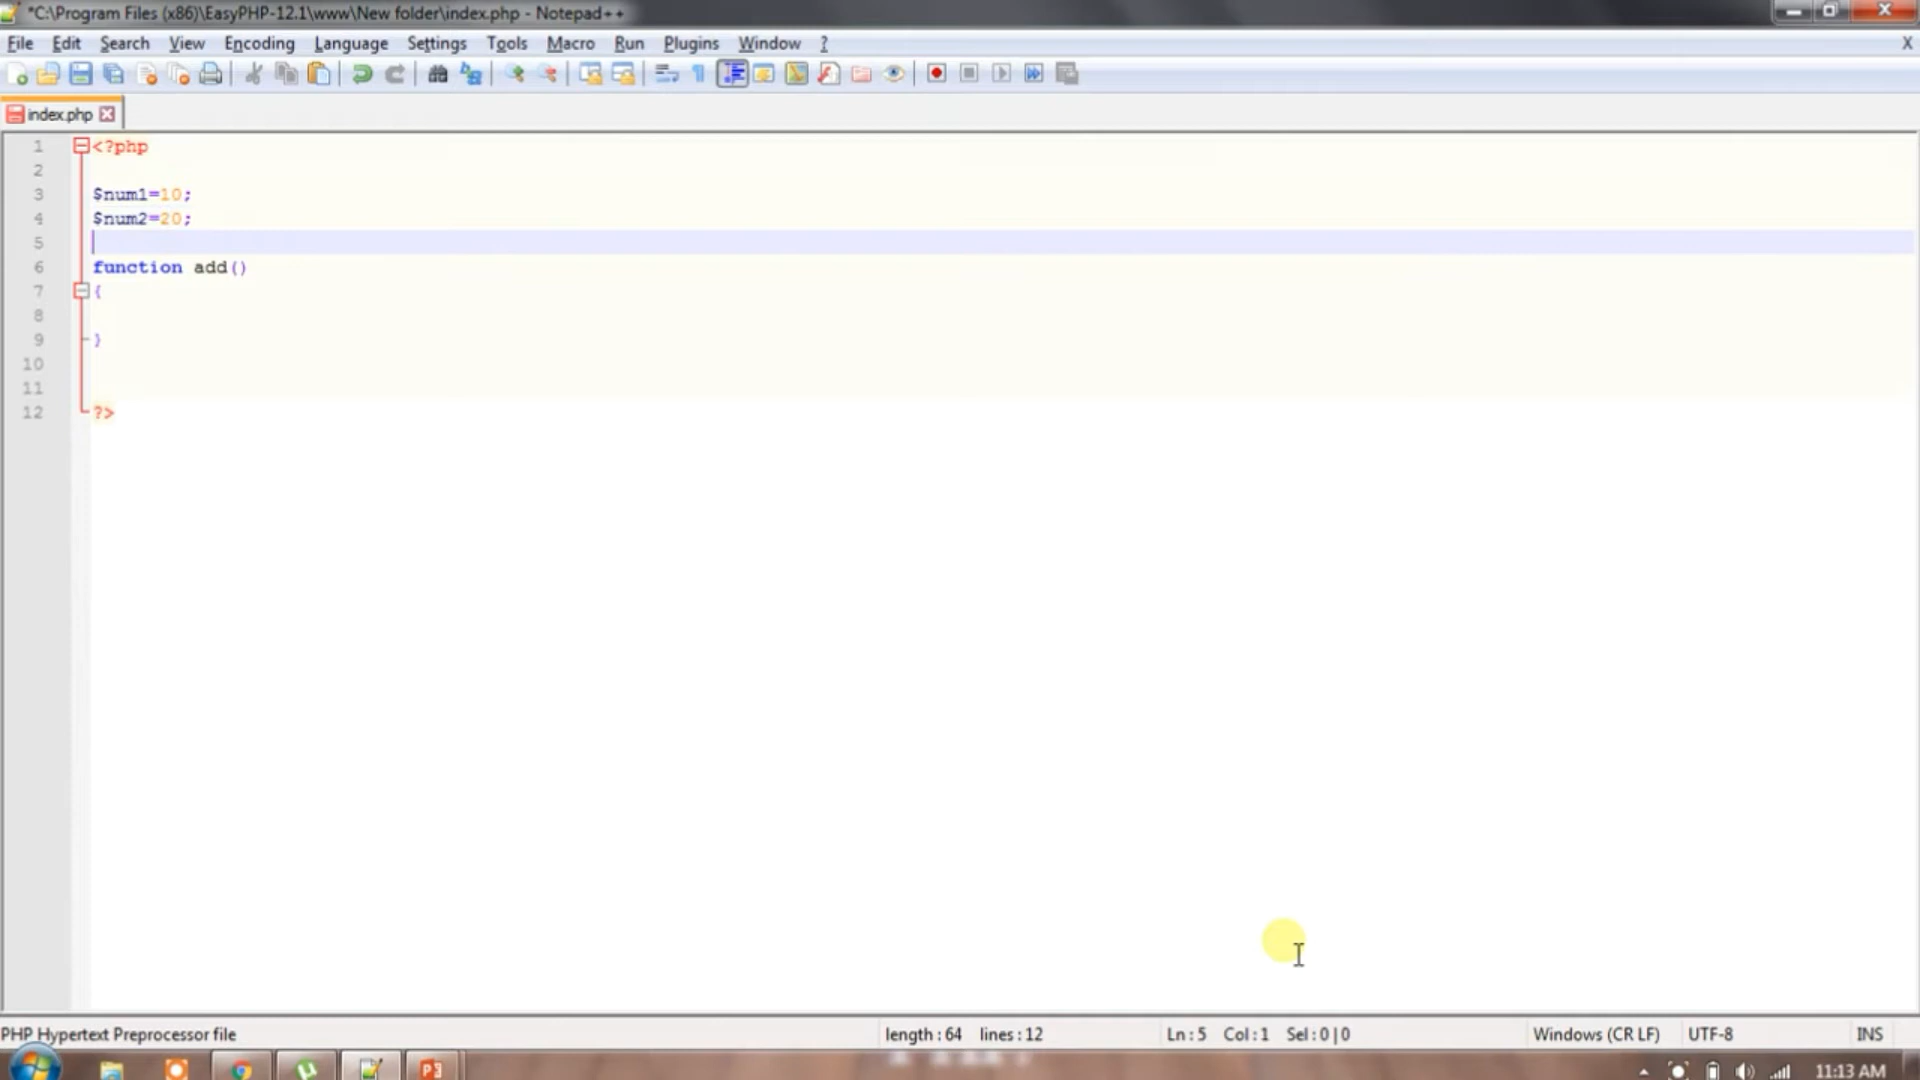 *C:\Program Files (x86)\EasyPHP-12.1\www\New folder\index.php - Notepad++
File Edit Search View Encoding Language Settings Tools Macro Run Plugins Window ? X
index.php
1 <?php
2
3 $num1=10;
4 $num2=20;
5
6 function add()
7 {
8
9 }
10
11
12 ?>
PHP Hypertext Preprocessor file length : 64 lines : 12 Ln : 5 Col : 1 Sel : 0 | 0 Windows (CR LF) UTF-8 INS
11:13 AM